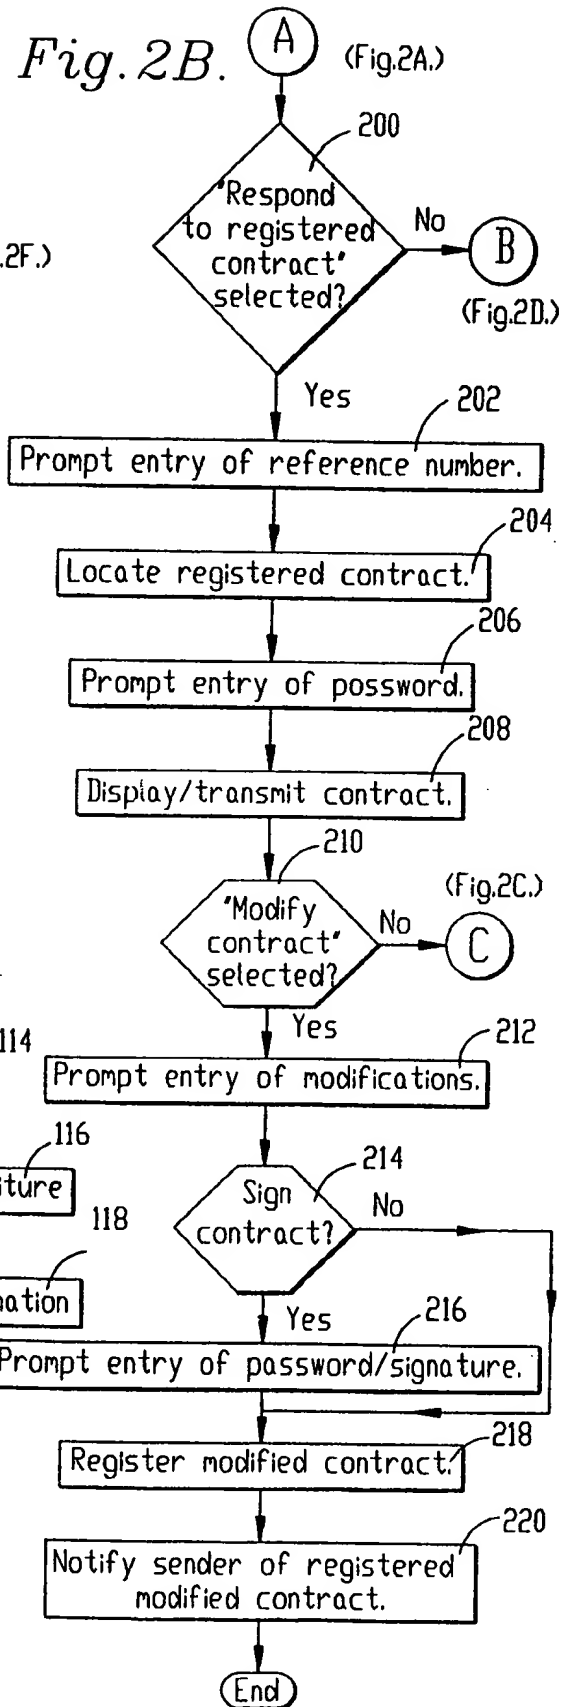 Fig. 2B.
A
(Fig.2A.)
200
"Respond
to registered
contract"
selected?
No
B
(Fig.2D.)
.2F.)
Yes
202
Prompt entry of reference number.
204
Locate registered contract.
206
Prompt entry of possword.
208
Display/transmit contract.
210
"Modify
contract"
selected?
No
C
(Fig.2C.)
Yes
114
212
Prompt entry of modifications.
116
iture
214
Sign
contract?
No
118
nation
Yes
216
Prompt entry of password/signature.
218
Register modified contract.
220
Notify sender of registered
modified contract.
End